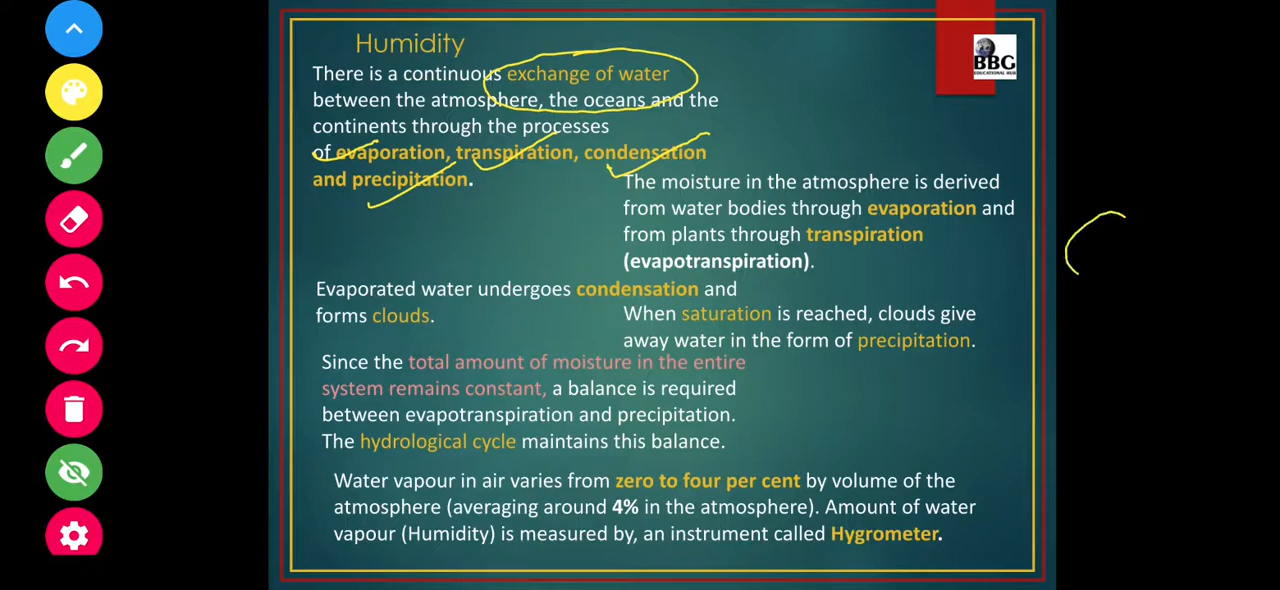 Humidity
BBG
EDUCATIONAL HUB
There is a continuous exchange of water
between the atmosphere, the oceans and the
continents through the processes
of evaporation, transpiration, condensation
and precipitation.
The moisture in the atmosphere is derived
from water bodies through evaporation and
from plants through transpiration
(evapotranspiration).
Evaporated water undergoes condensation and
forms clouds.
When saturation is reached, clouds give
away water in the form of precipitation.
Since the total amount of moisture in the entire
system remains constant, a balance is required
between evapotranspiration and precipitation.
The hydrological cycle maintains this balance.
Water vapour in air varies from zero to four per cent by volume of the
atmosphere (averaging around 4% in the atmosphere). Amount of water
vapour (Humidity) is measured by, an instrument called Hygrometer.